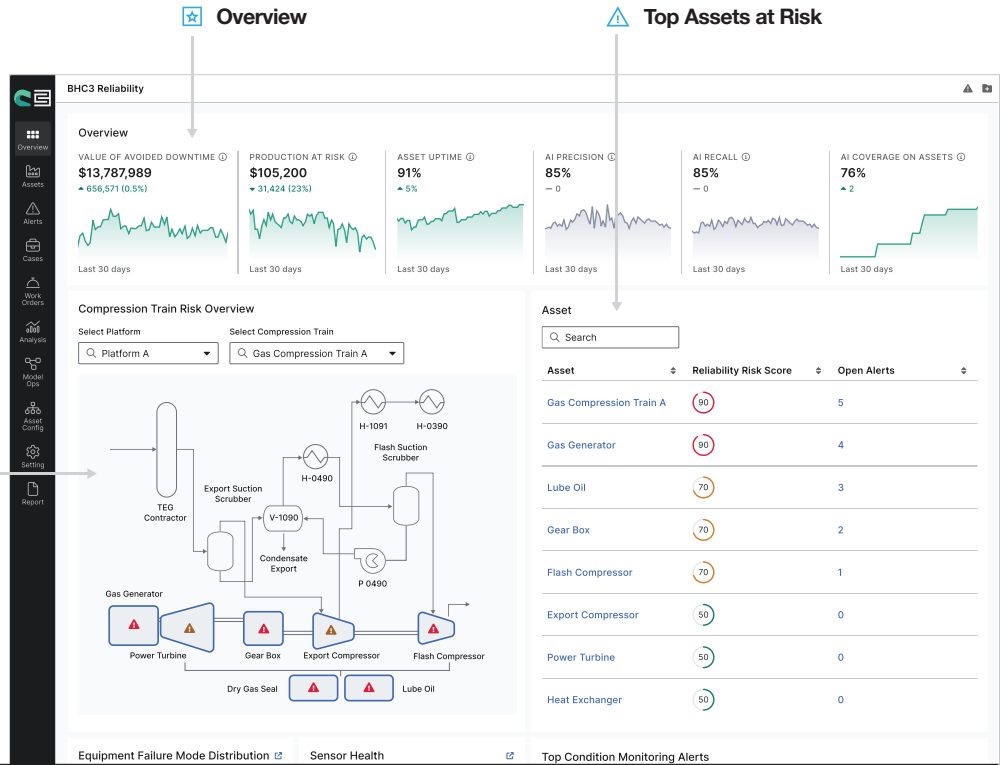 Overview
Top Assets at Risk
BHC3 Reliability
Overview
Assets
Alerts
Cases
Work
Orders
Analysis
Model
Ops
Asset
Config
Setting
Report
Overview
VALUE OF AVOIDED DOWNTIME
$13,787,989
656,571 (0.5%)
Last 30 days
PRODUCTION AT RISK
$105,200
31,424 (23%)
Last 30 days
ASSET UPTIME
91%
5%
Last 30 days
AI PRECISION
85%
0
Last 30 days
AI RECALL
85%
0
Last 30 days
AI COVERAGE ON ASSETS
76%
2
Last 30 days
Compression Train Risk Overview
Select Platform
Platform A
Select Compression Train
Gas Compression Train A
H-1091
H-0390
Flash Suction
Scrubber
H-0490
Export Suction
Scrubber
TEG
Contractor
V-1090
Condensate
Export
P 0490
Gas Generator
Power Turbine
Gear Box
Export Compressor
Flash Compressor
Dry Gas Seal
Lube Oil
Asset
Search
Asset Reliability Risk Score Open Alerts
Gas Compression Train A 90 5
Gas Generator 90 4
Lube Oil 70 3
Gear Box 70 2
Flash Compressor 70 1
Export Compressor 50 0
Power Turbine 50 0
Heat Exchanger 50 0
Equipment Failure Mode Distribution
Sensor Health
Top Condition Monitoring Alerts